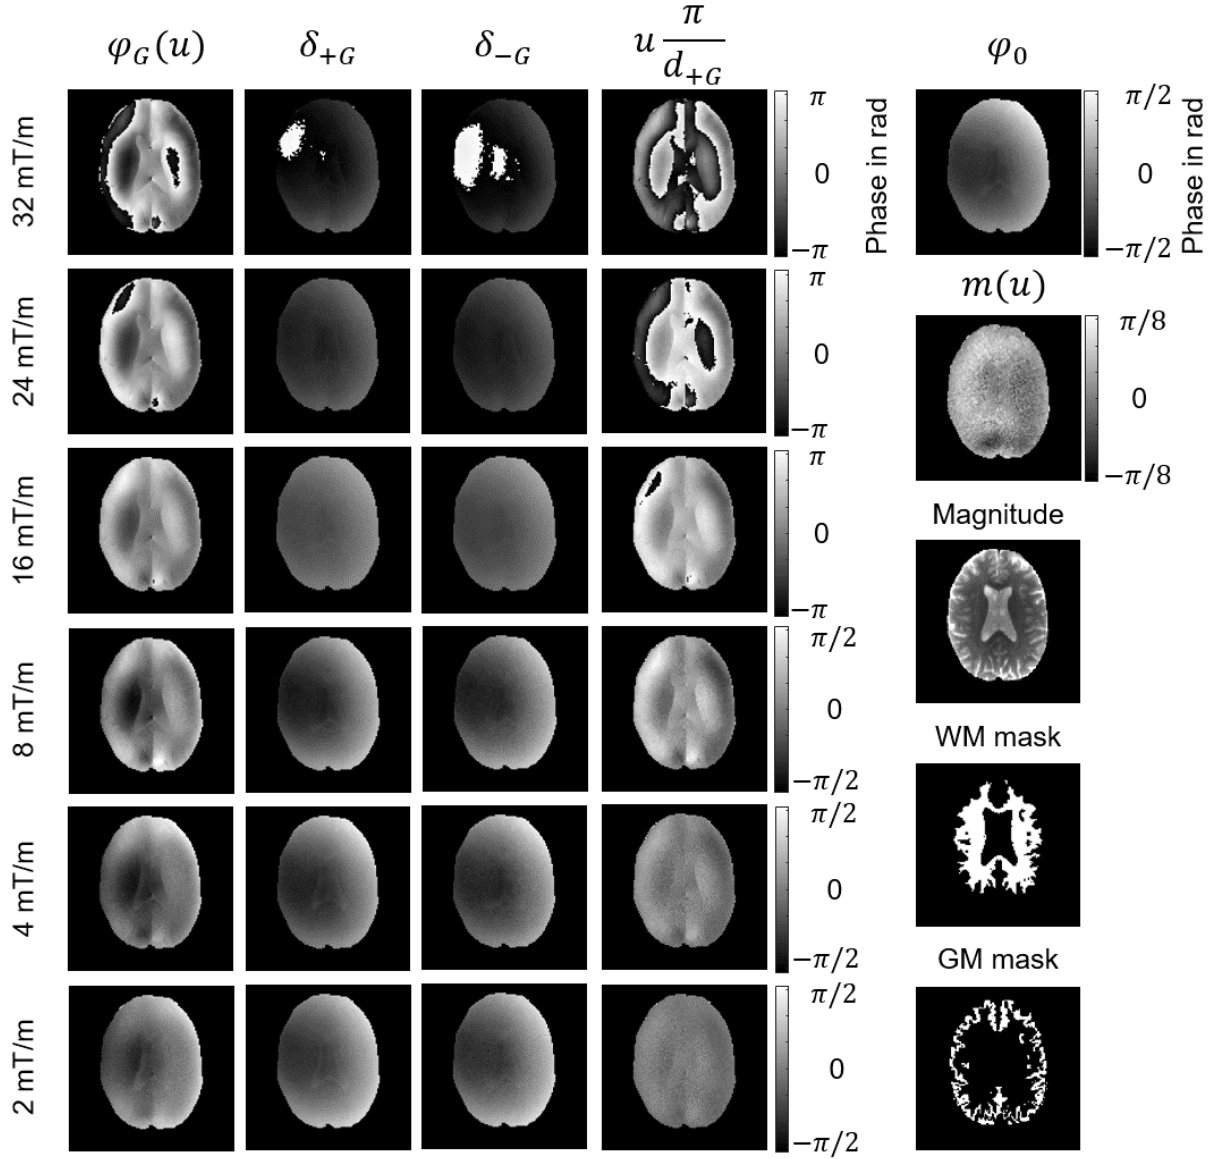 φ_G(u) δ_{+G} δ_{−G} u π/d_{+G} φ_0
32 mT/m
π
0
−π
Phase in rad
π/2
0
−π/2
Phase in rad
24 mT/m
π
0
−π
m(u)
π/8
0
−π/8
16 mT/m
π
0
−π
Magnitude
8 mT/m
π/2
0
−π/2
WM mask
4 mT/m
π/2
0
−π/2
GM mask
2 mT/m
π/2
0
−π/2